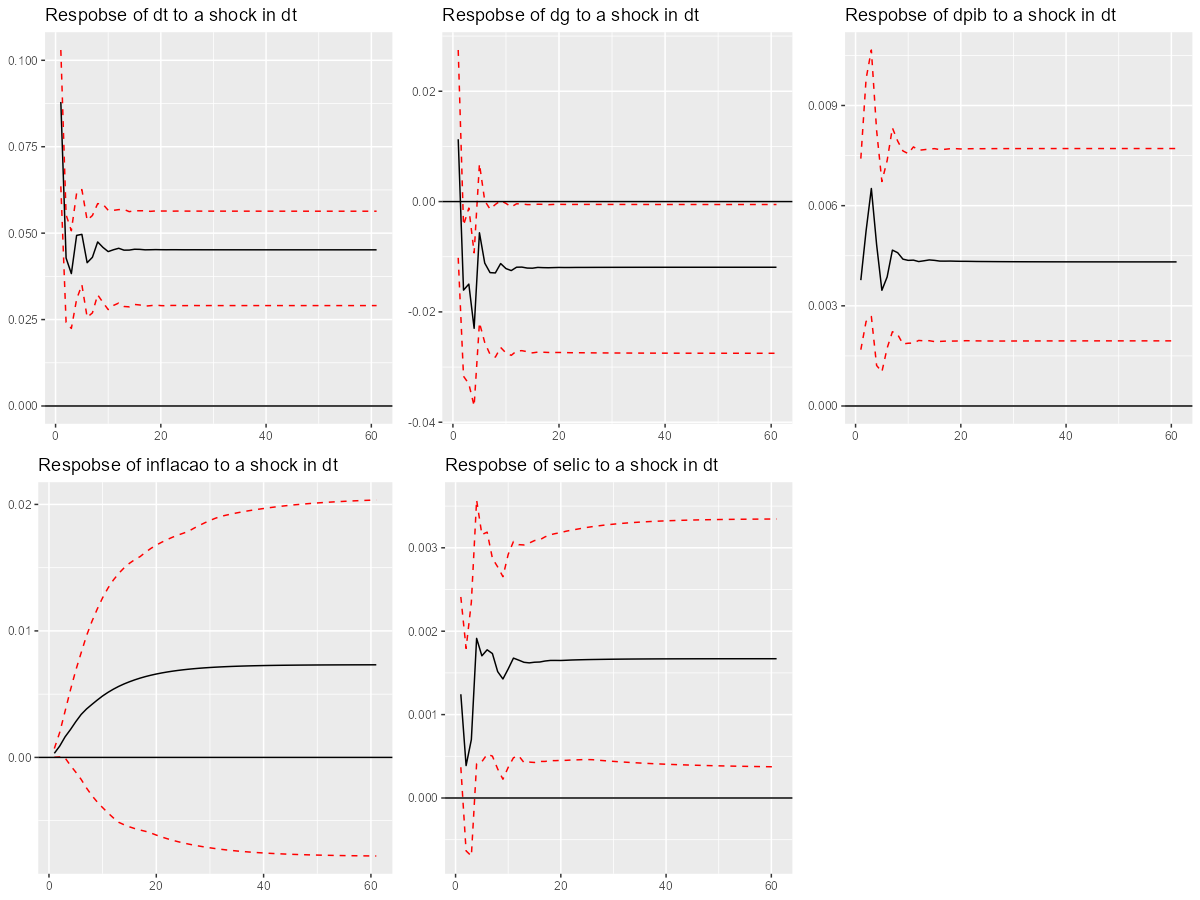 Respobse of dt to a shock in dt
0.100
0.075
0.050
0.025
0.000
0 20 40 60
Respobse of dg to a shock in dt
0.02
0.00
-0.02
-0.04
0 20 40 60
Respobse of dpib to a shock in dt
0.009
0.006
0.003
0.000
0 20 40 60
Respobse of inflacao to a shock in dt
0.02
0.01
0.00
0 20 40 60
Respobse of selic to a shock in dt
0.003
0.002
0.001
0.000
0 20 40 60